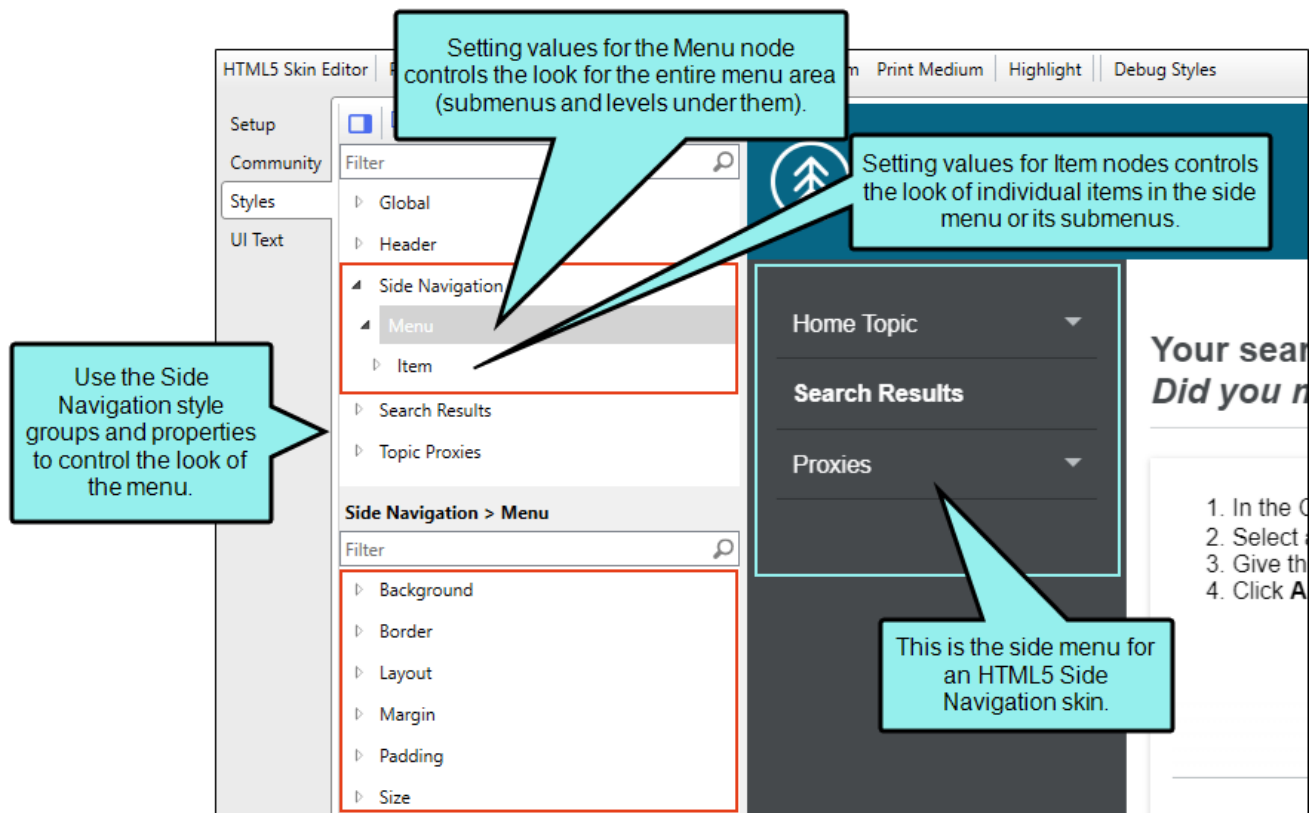 Setting values for the Menu node
controls the look for the entire menu area
(submenus and levels under them).
HTML5 Skin Editor
Print Medium
Highlight
Debug Styles
Setup
Community
Styles
UI Text
Filter
Global
Header
Side Navigation
Menu
Item
Search Results
Topic Proxies
Setting values for Item nodes controls
the look of individual items in the side
menu or its submenus.
Use the Side
Navigation style
groups and properties
to control the look of
the menu.
Side Navigation > Menu
Filter
Background
Border
Layout
Margin
Padding
Size
Home Topic
Search Results
Proxies
This is the side menu for
an HTML5 Side
Navigation skin.
Your
Did you
1. In the
2. Select
3. Give
4. Click